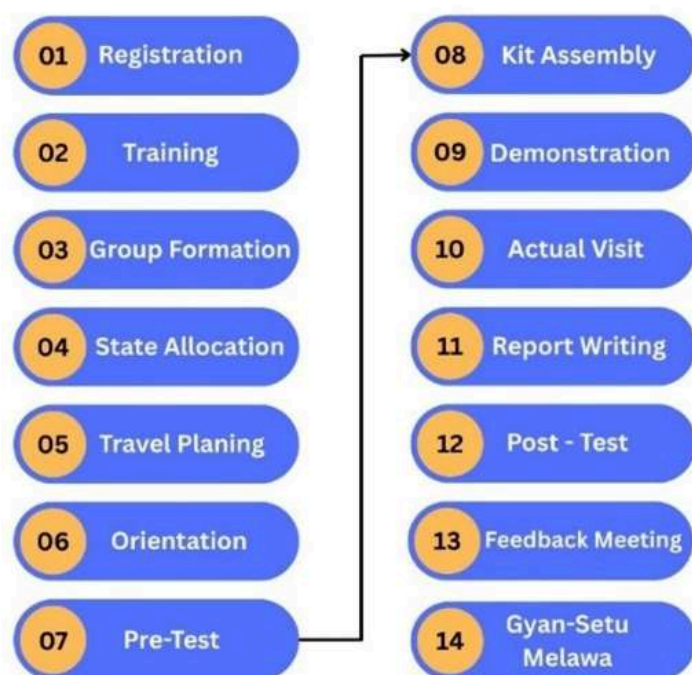 01 Registration
02 Training
03 Group Formation
04 State Allocation
05 Travel Planing
06 Orientation
07 Pre-Test
08 Kit Assembly
09 Demonstration
10 Actual Visit
11 Report Writing
12 Post - Test
13 Feedback Meeting
14 Gyan-Setu
Melawa